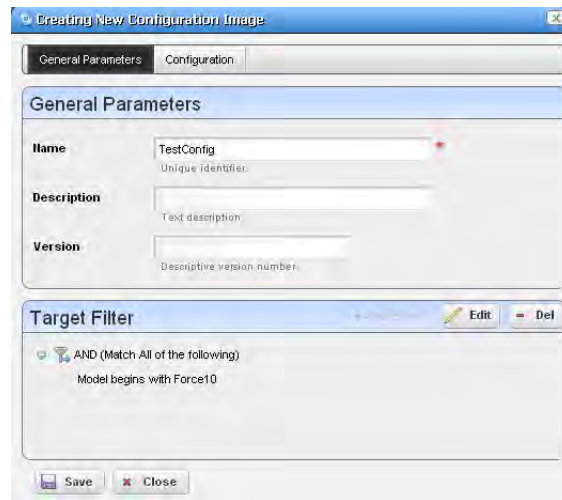 Creating New Configuration Image
General Parameters Configuration
General Parameters
Name TestConfig *
Unique identifier.
Description
Text description
Version
Descriptive version number.
Target Filter Edit Del
AND (Match All of the following)
Model begins with Force10
Save Close